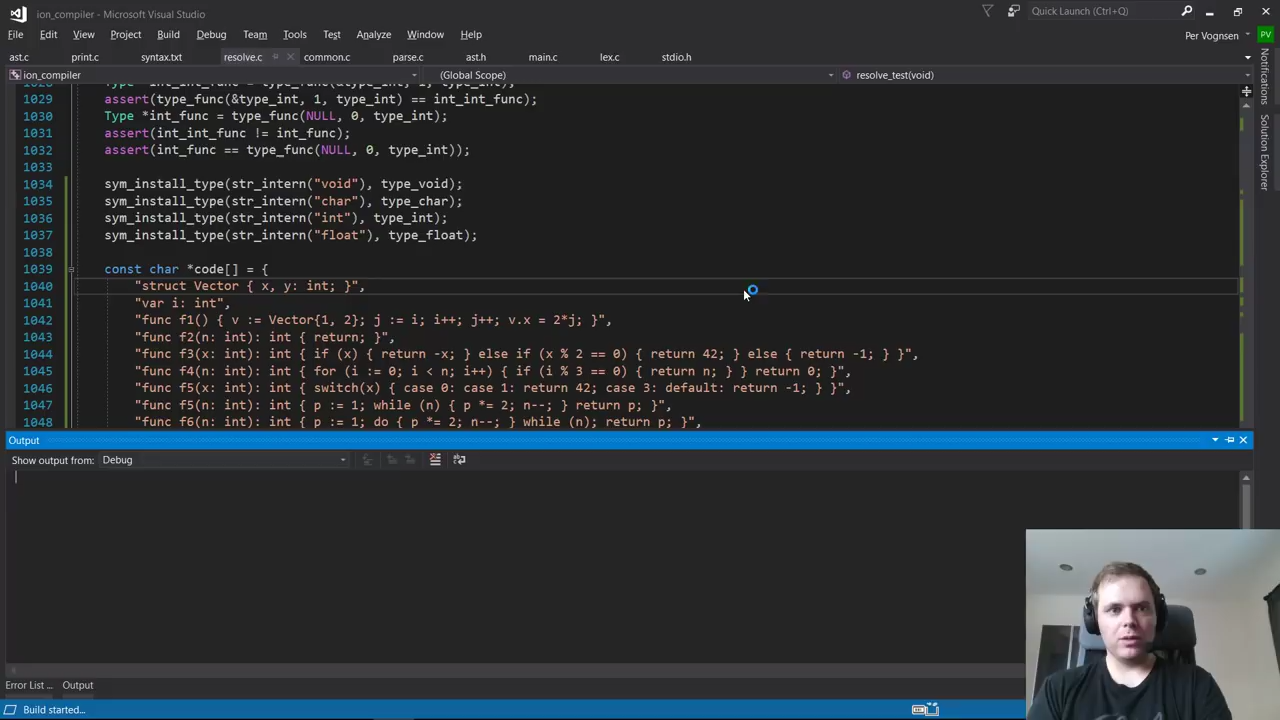 ion_compiler - Microsoft Visual Studio
Quick Launch (Ctrl+Q)
File Edit View Project Build Debug Team Tools Test Analyze Window Help
Per Vognsen PV
ast.c print.c syntax.txt resolve.c common.c parse.c ast.h main.c lex.c stdio.h
ion_compiler (Global Scope) resolve_test(void)
1029 assert(type_func(&type_int, 1, type_int) == int_int_func);
1030 Type *int_func = type_func(NULL, 0, type_int);
1031 assert(int_int_func != int_func);
1032 assert(int_func == type_func(NULL, 0, type_int));
1033
1034 sym_install_type(str_intern("void"), type_void);
1035 sym_install_type(str_intern("char"), type_char);
1036 sym_install_type(str_intern("int"), type_int);
1037 sym_install_type(str_intern("float"), type_float);
1038
1039 const char *code[] = {
1040 "struct Vector { x, y: int; }",
1041 "var i: int",
1042 "func f1() { v := Vector{1, 2}; j := i; i++; j++; v.x = 2*j; }",
1043 "func f2(n: int): int { return; }",
1044 "func f3(x: int): int { if (x) { return -x; } else if (x % 2 == 0) { return 42; } else { return -1; } }",
1045 "func f4(n: int): int { for (i := 0; i < n; i++) { if (i % 3 == 0) { return n; } } return 0; }",
1046 "func f5(x: int): int { switch(x) { case 0: case 1: return 42; case 3: default: return -1; } }",
1047 "func f5(n: int): int { p := 1; while (n) { p *= 2; n--; } return p; }",
1048 "func f6(n: int): int { p := 1; do { p *= 2; n--; } while (n); return p; }",
Output
Show output from: Debug
Error List ... Output
Build started...
Notifications
Solution Explorer